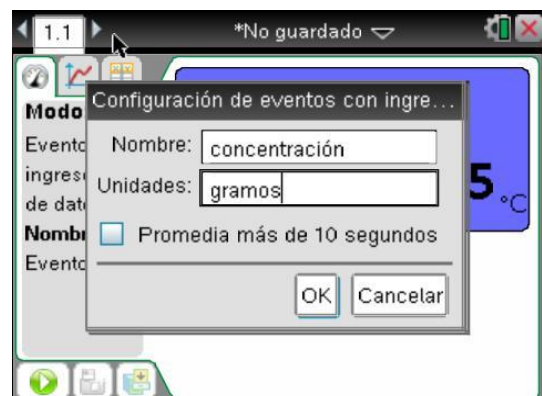 1.1
*No guardado
Configuración de eventos con ingre...
Modo
Evento
Nombre: concentración
ingres
Unidades: gramos
de dat
5 °C
Nomb
Promedia más de 10 segundos
Evento
OK Cancelar